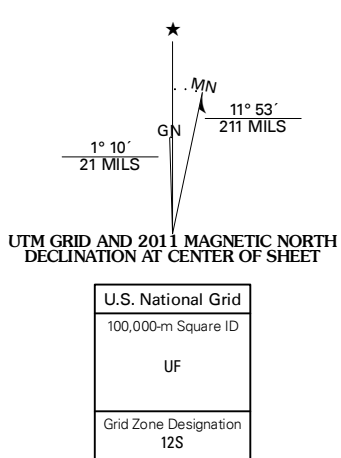 ★
MN
11° 53´
211 MILS
GN
1° 10´
21 MILS
UTM GRID AND 2011 MAGNETIC NORTH
DECLINATION AT CENTER OF SHEET
U.S. National Grid
100,000-m Square ID
UF
Grid Zone Designation
12S